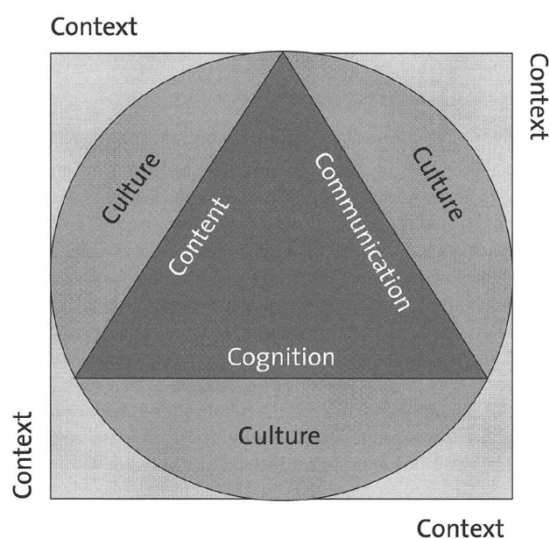 Context
Context
Culture
Culture
Content
Communication
Cognition
Culture
Context
Context